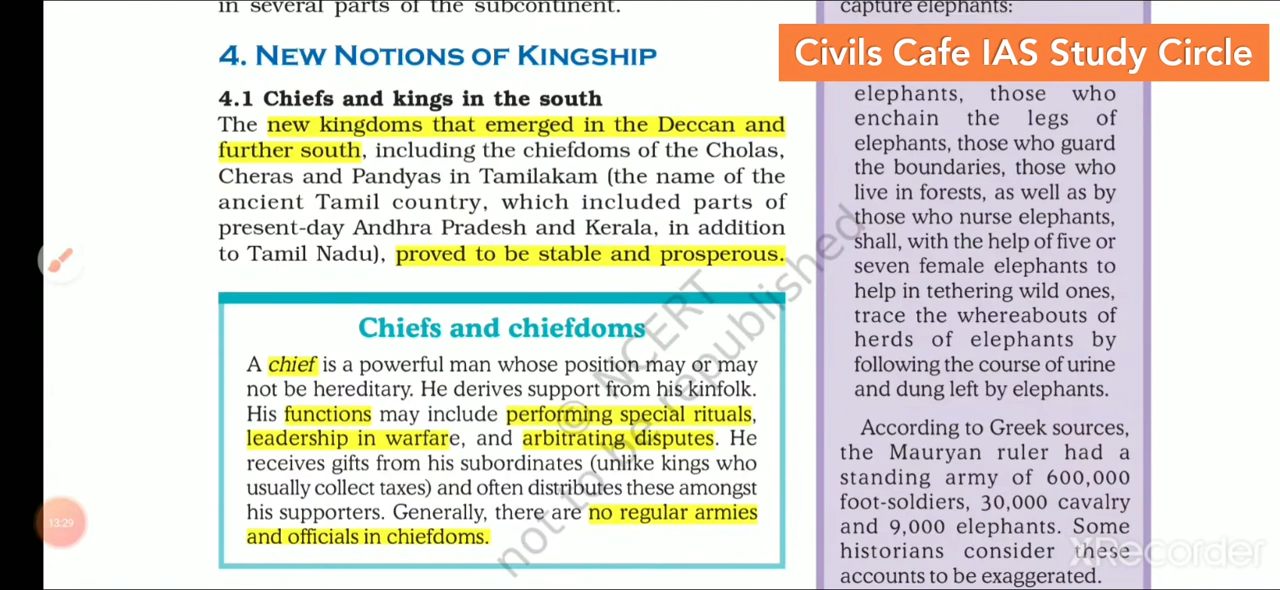 in several parts of the subcontinent.
4. NEW NOTIONS OF KINGSHIP
4.1 Chiefs and kings in the south
The new kingdoms that emerged in the Deccan and
further south, including the chiefdoms of the Cholas,
Cheras and Pandyas in Tamilakam (the name of the
ancient Tamil country, which included parts of
present-day Andhra Pradesh and Kerala, in addition
to Tamil Nadu), proved to be stable and prosperous.
Chiefs and chiefdoms
A chief is a powerful man whose position may or may
not be hereditary. He derives support from his kinfolk.
His functions may include performing special rituals,
leadership in warfare, and arbitrating disputes. He
receives gifts from his subordinates (unlike kings who
usually collect taxes) and often distributes these amongst
his supporters. Generally, there are no regular armies
and officials in chiefdoms.
capture elephants:
Civils Cafe IAS Study Circle
elephants, those who
enchain the legs of
elephants, those who guard
the boundaries, those who
live in forests, as well as by
those who nurse elephants,
shall, with the help of five or
seven female elephants to
help in tethering wild ones,
trace the whereabouts of
herds of elephants by
following the course of urine
and dung left by elephants.
According to Greek sources,
the Mauryan ruler had a
standing army of 600,000
foot-soldiers, 30,000 cavalry
and 9,000 elephants. Some
historians consider these
accounts to be exaggerated.
© NCERT
not to be republished
13:29
XRecorder